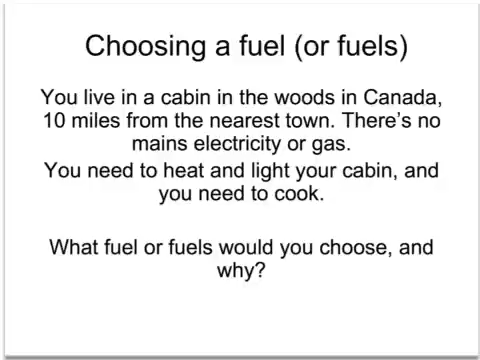 Choosing a fuel (or fuels)
You live in a cabin in the woods in Canada,
10 miles from the nearest town. There's no
mains electricity or gas.
You need to heat and light your cabin, and
you need to cook.
What fuel or fuels would you choose, and
why?